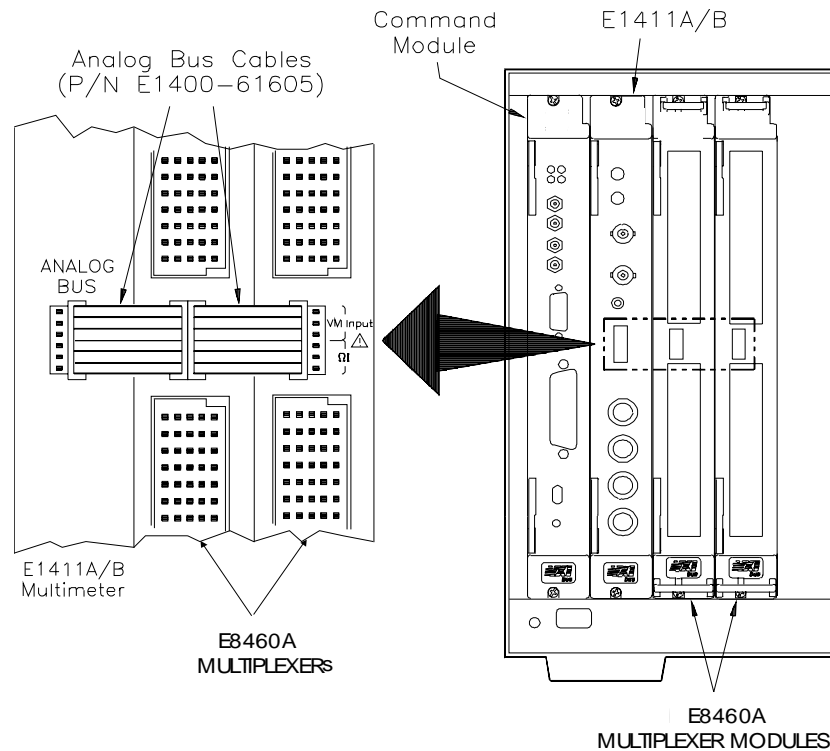 Command
Module
E1411A/B
Analog Bus Cables
(P/N E1400-61605)
ANALOG
BUS
VM Input
ΩI
E1411A/B
Multimeter
E8460A
MULTIPLEXERs
E8460A
MULTIPLEXER MODULES